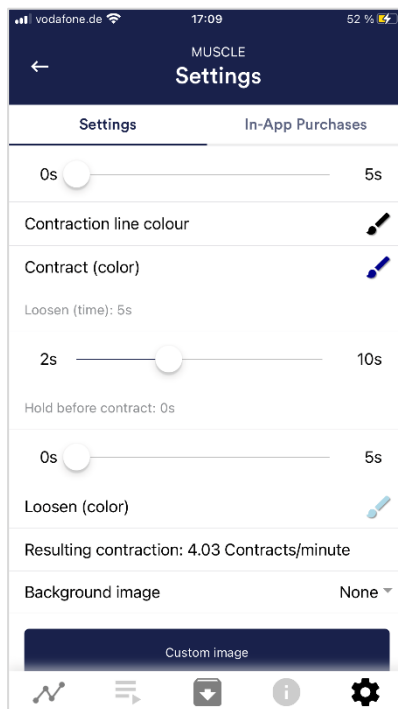 vodafone.de 17:09 52 %
MUSCLE
Settings
Settings In-App Purchases
0s 5s
Contraction line colour
Contract (color)
Loosen (time): 5s
2s 10s
Hold before contract: 0s
0s 5s
Loosen (color)
Resulting contraction: 4.03 Contracts/minute
Background image None
Custom image